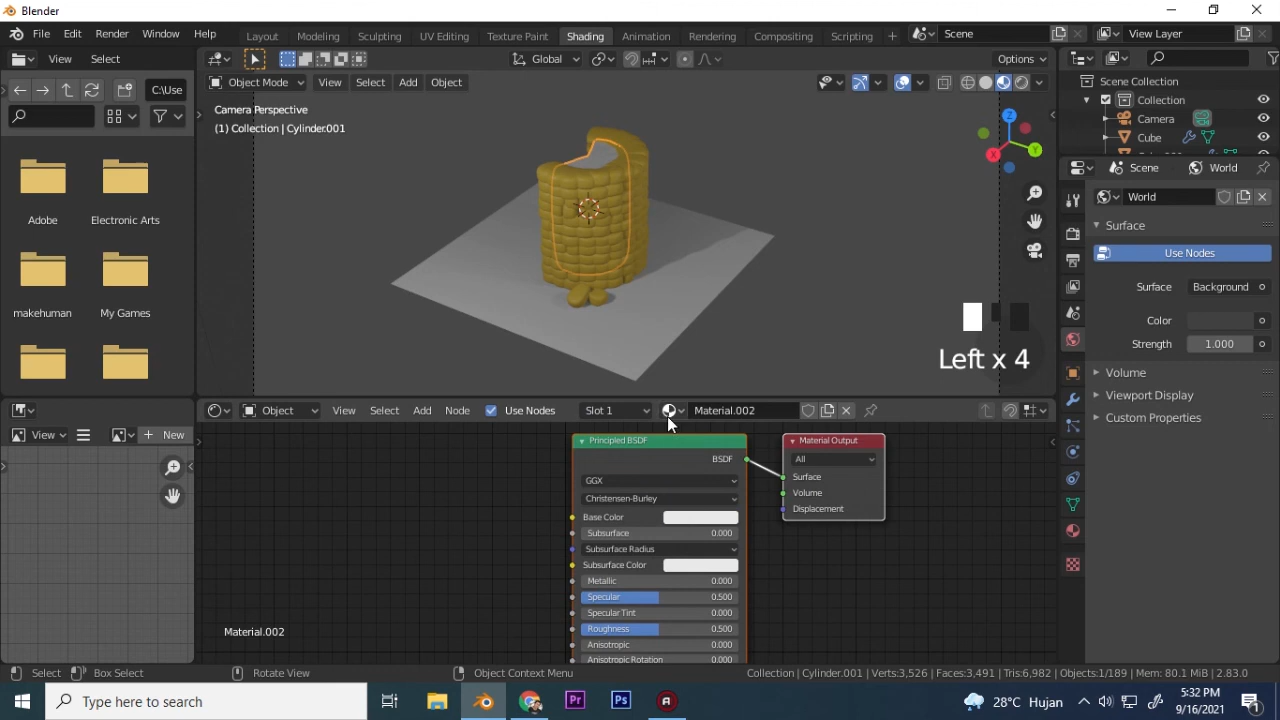 Blender
File Edit Render Window Help Layout Modeling Sculpting UV Editing Texture Paint Shading Animation Rendering Compositing Scripting + Scene View Layer
View Select Global Options
C:\Use Object Mode View Select Add Object
Camera Perspective
(1) Collection | Cylinder.001
Scene Collection
Collection
Camera
Cube
Scene World
World
Surface
Use Nodes
Surface Background
Color
Strength 1.000
Volume
Viewport Display
Custom Properties
Adobe Electronic Arts
makehuman My Games
X Y Z
Left x 4
View + New
Object View Select Add Node Use Nodes Slot 1 Material.002
Principled BSDF
BSDF
GGX
Christensen-Burley
Base Color
Subsurface 0.000
Subsurface Radius
Subsurface Color
Metallic 0.000
Specular 0.500
Specular Tint 0.000
Roughness 0.500
Anisotropic 0.000
Anisotropic Rotation 0.000
Material Output
All
Surface
Volume
Displacement
Material.002
Select Box Select Rotate View Object Context Menu Collection | Cylinder.001 | Verts:3,526 | Faces:3,491 | Tris:6,982 | Objects:1/189 | Mem: 80.1 MiB | 2.83.0
Type here to search Pr Ps 28°C Hujan 5:32 PM
9/16/2021